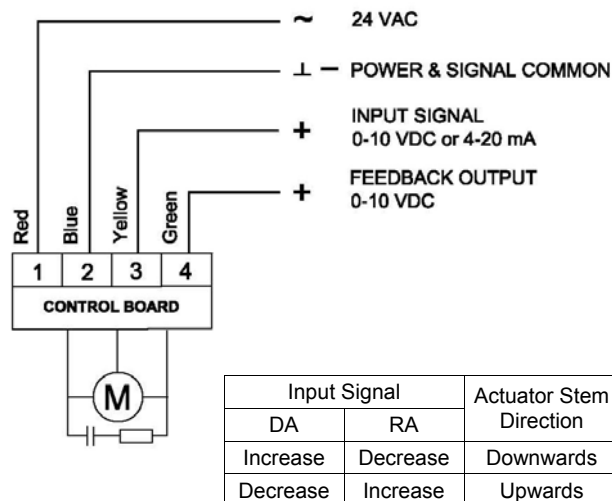 ~ 24 VAC
⊥ – POWER & SIGNAL COMMON
INPUT SIGNAL
+ 0-10 VDC or 4-20 mA
FEEDBACK OUTPUT
+ 0-10 VDC
Red Blue Yellow Green
1 2 3 4
CONTROL BOARD
M
Input Signal Actuator Stem
Direction
DA RA
Increase Decrease Downwards
Decrease Increase Upwards